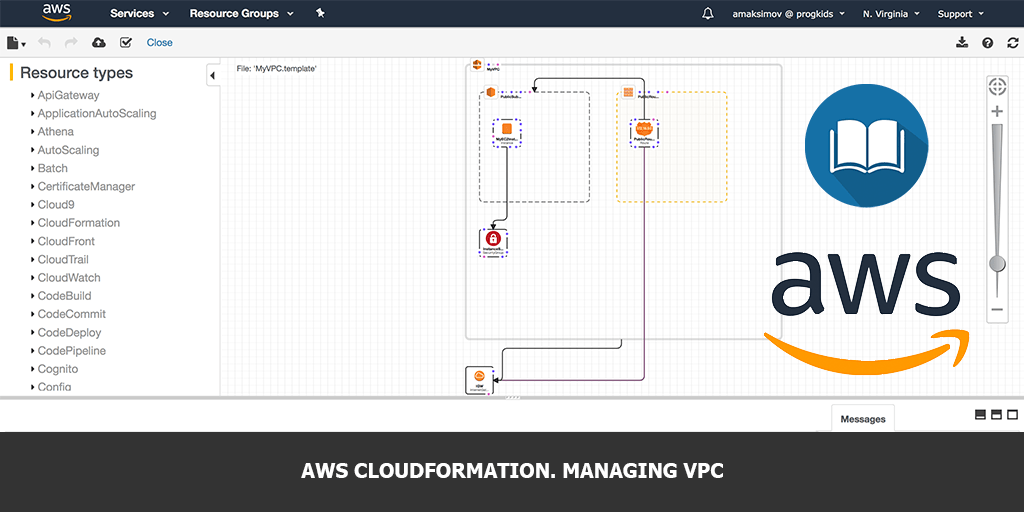 aws
Services
Resource Groups
amaksimov @ progkids
N. Virginia
Support
Close
Resource types
ApiGateway
ApplicationAutoScaling
Athena
AutoScaling
Batch
CertificateManager
Cloud9
CloudFormation
CloudFront
CloudTrail
CloudWatch
CodeBuild
CodeCommit
CodeDeploy
CodePipeline
Cognito
Config
File: 'MyVPC.template'
MyVPC
PublicSub...
PublicRou...
MyEC2Inst...
Instance
PublicRou...
Route
InstanceS...
SecurityGroup
IGW
aws
Messages
AWS CLOUDFORMATION. MANAGING VPC